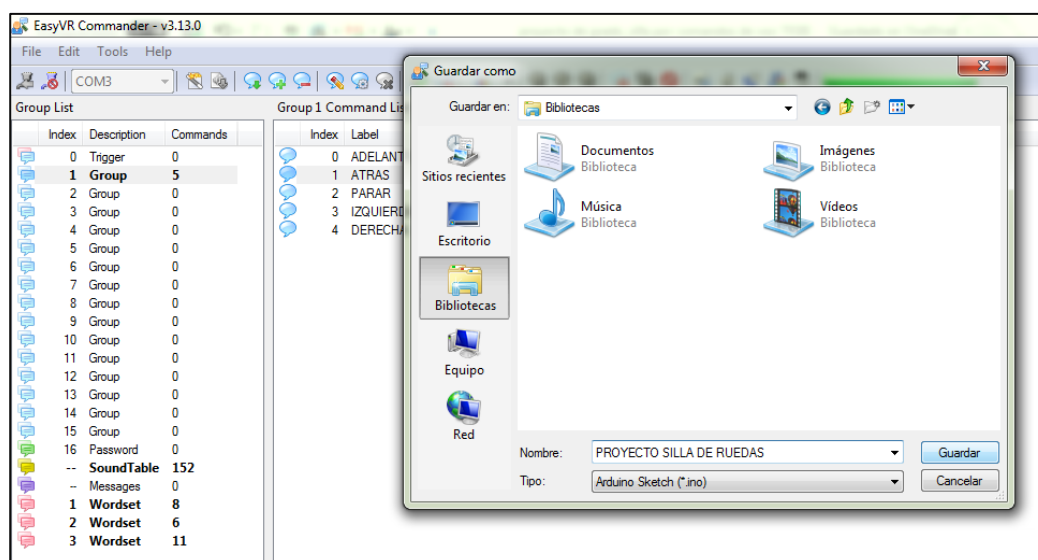 EasyVR Commander - v3.13.0
File Edit Tools Help
COM3
Group List
Index Description Commands
0 Trigger 0
1 Group 5
2 Group 0
3 Group 0
4 Group 0
5 Group 0
6 Group 0
7 Group 0
8 Group 0
9 Group 0
10 Group 0
11 Group 0
12 Group 0
13 Group 0
14 Group 0
15 Group 0
16 Password 0
-- SoundTable 152
-- Messages 0
1 Wordset 8
2 Wordset 6
3 Wordset 11
Group 1 Command Lis
Index Label
0 ADELANT
1 ATRAS
2 PARAR
3 IZQUIERD
4 DERECHA
Guardar como
Guardar en: Bibliotecas
Sitios recientes
Escritorio
Bibliotecas
Equipo
Red
Documentos
Biblioteca
Imágenes
Biblioteca
Música
Biblioteca
Vídeos
Biblioteca
Nombre: PROYECTO SILLA DE RUEDAS Guardar
Tipo: Arduino Sketch (*.ino) Cancelar